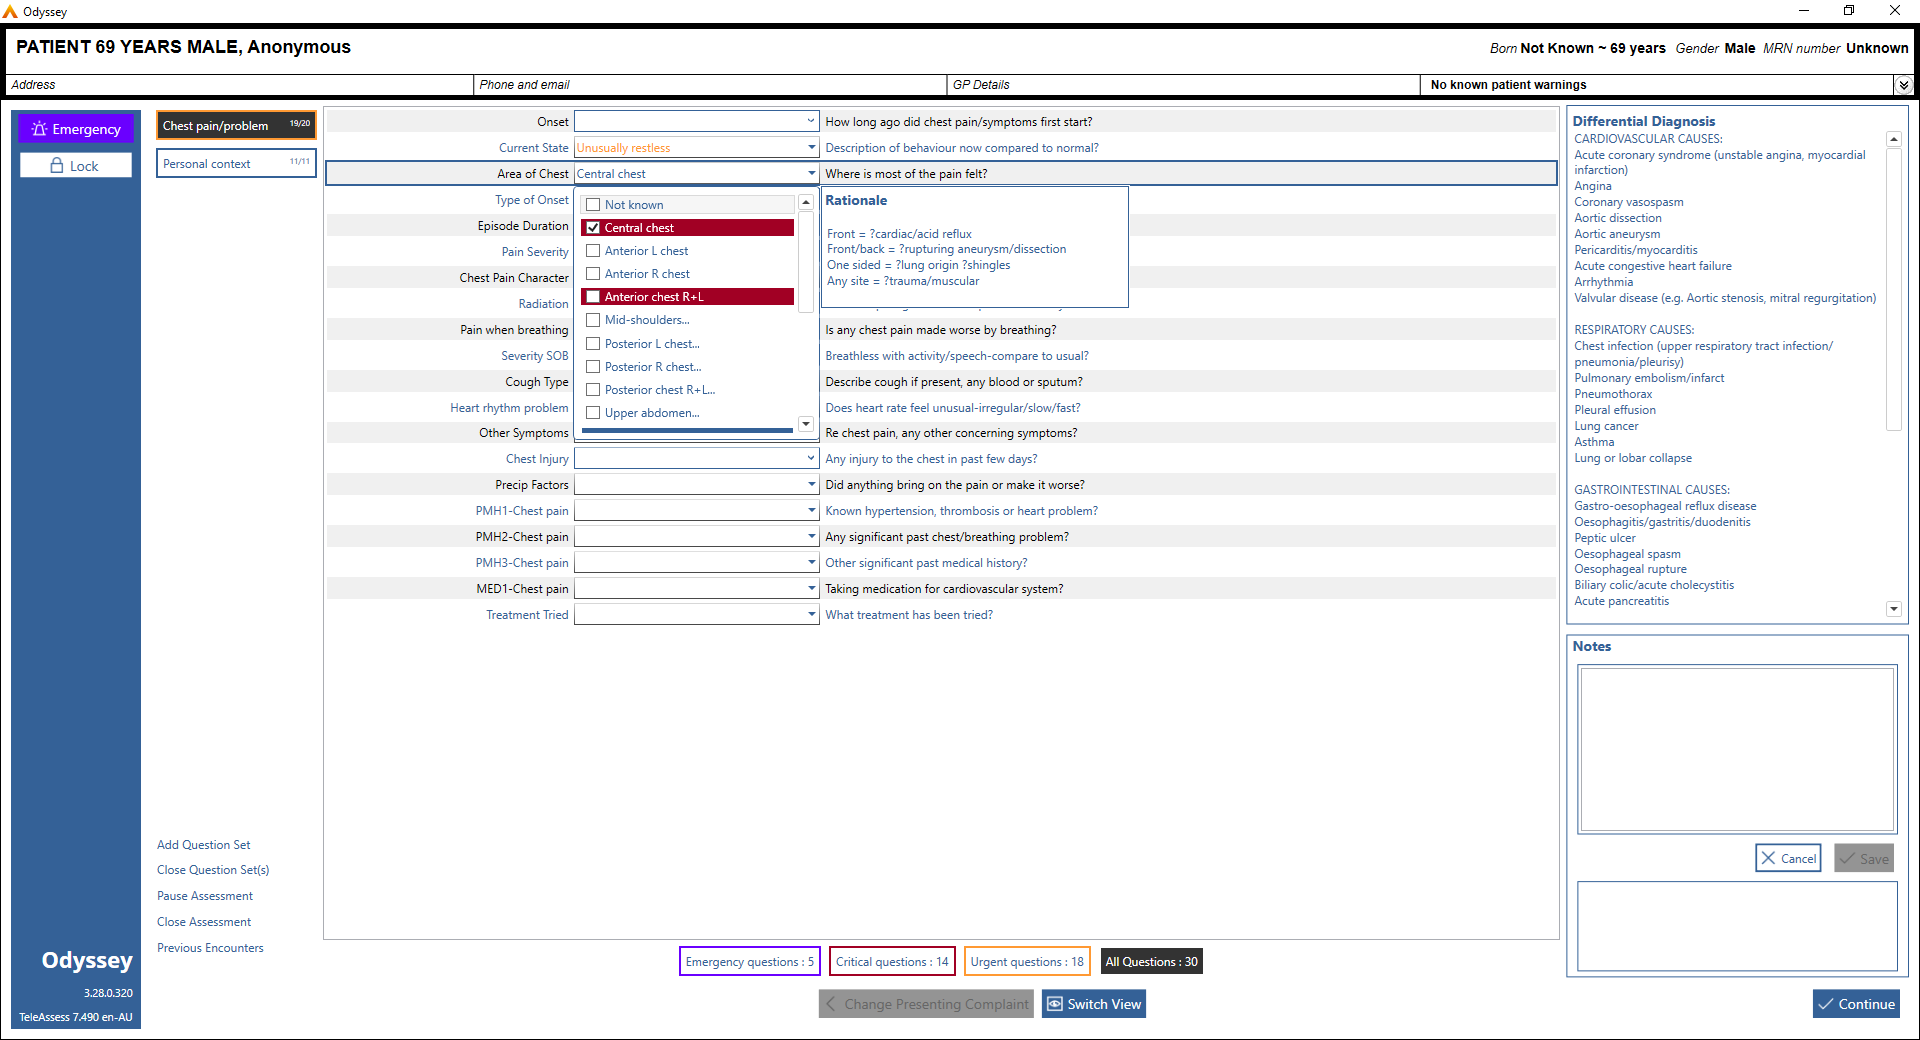 Odyssey
PATIENT 69 YEARS MALE, Anonymous
Born Not Known ~ 69 years Gender Male MRN number Unknown
Address
Phone and email
GP Details
No known patient warnings
Emergency
Lock
Odyssey
3.28.0.320
TeleAssess 7.490 en-AU
Chest pain/problem 19/20
Personal context 11/11
Add Question Set
Close Question Set(s)
Pause Assessment
Close Assessment
Previous Encounters
Onset How long ago did chest pain/symptoms first start?
Current State Unusually restless Description of behaviour now compared to normal?
Area of Chest Central chest Where is most of the pain felt?
Type of Onset
Episode Duration
Pain Severity
Chest Pain Character
Radiation
Pain when breathing Is any chest pain made worse by breathing?
Severity SOB Breathless with activity/speech-compare to usual?
Cough Type Describe cough if present, any blood or sputum?
Heart rhythm problem Does heart rate feel unusual-irregular/slow/fast?
Other Symptoms Re chest pain, any other concerning symptoms?
Chest Injury Any injury to the chest in past few days?
Precip Factors Did anything bring on the pain or make it worse?
PMH1-Chest pain Known hypertension, thrombosis or heart problem?
PMH2-Chest pain Any significant past chest/breathing problem?
PMH3-Chest pain Other significant past medical history?
MED1-Chest pain Taking medication for cardiovascular system?
Treatment Tried What treatment has been tried?
Not known
Central chest
Anterior L chest
Anterior R chest
Anterior chest R+L
Mid-shoulders...
Posterior L chest...
Posterior R chest...
Posterior chest R+L...
Upper abdomen...
Rationale
Front = ?cardiac/acid reflux
Front/back = ?rupturing aneurysm/dissection
One sided = ?lung origin ?shingles
Any site = ?trauma/muscular
Emergency questions : 5
Critical questions : 14
Urgent questions : 18
All Questions : 30
Change Presenting Complaint
Switch View
Differential Diagnosis
CARDIOVASCULAR CAUSES:
Acute coronary syndrome (unstable angina, myocardial
infarction)
Angina
Coronary vasospasm
Aortic dissection
Aortic aneurysm
Pericarditis/myocarditis
Acute congestive heart failure
Arrhythmia
Valvular disease (e.g. Aortic stenosis, mitral regurgitation)
RESPIRATORY CAUSES:
Chest infection (upper respiratory tract infection/
pneumonia/pleurisy)
Pulmonary embolism/infarct
Pneumothorax
Pleural effusion
Lung cancer
Asthma
Lung or lobar collapse
GASTROINTESTINAL CAUSES:
Gastro-oesophageal reflux disease
Oesophagitis/gastritis/duodenitis
Peptic ulcer
Oesophageal spasm
Oesophageal rupture
Biliary colic/acute cholecystitis
Acute pancreatitis
Notes
Cancel
Save
Continue